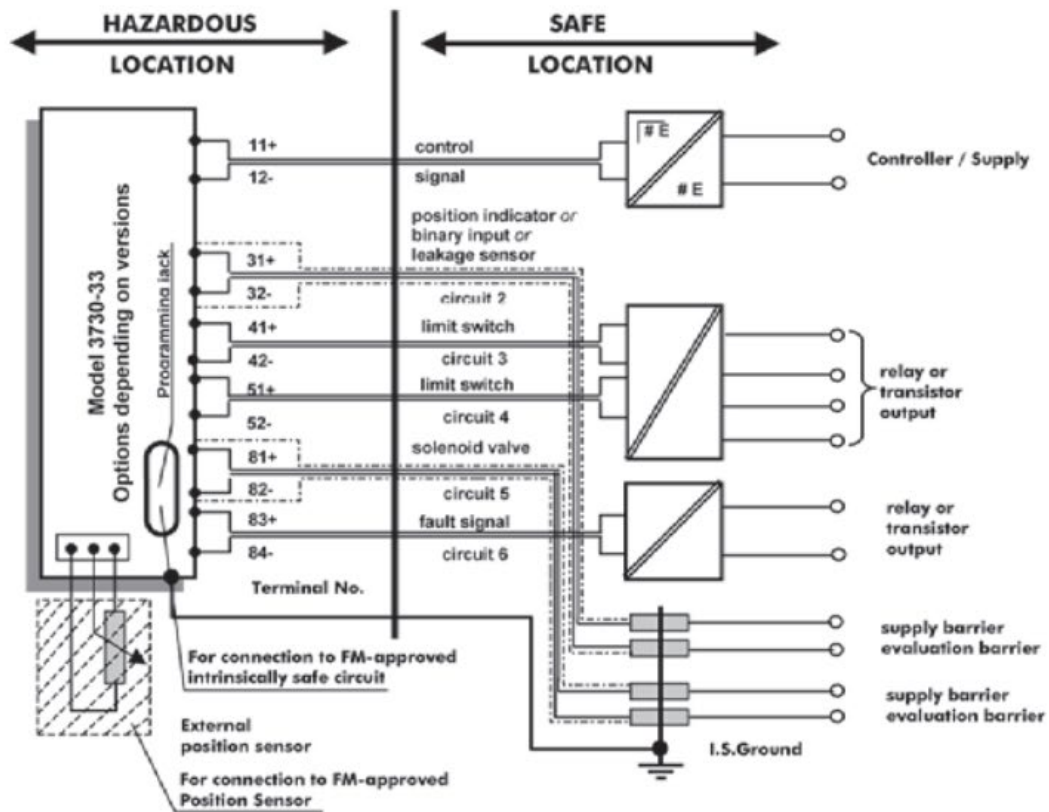 HAZARDOUS
LOCATION
SAFE
LOCATION
11+
12-
control
signal
# E
# E
Controller / Supply
position indicator or
binary input or
leakage sensor
31+
32-
circuit 2
41+
limit switch
42-
circuit 3
51+
limit switch
52-
circuit 4
relay or
transistor
output
81+
solenoid valve
82-
circuit 5
83+
fault signal
84-
circuit 6
relay or
transistor
output
Model 3730-33
Options depending on versions
Programming jack
Terminal No.
supply barrier
evaluation barrier
supply barrier
evaluation barrier
For connection to FM-approved
intrinsically safe circuit
External
position sensor
I.S.Ground
For connection to FM-approved
Position Sensor